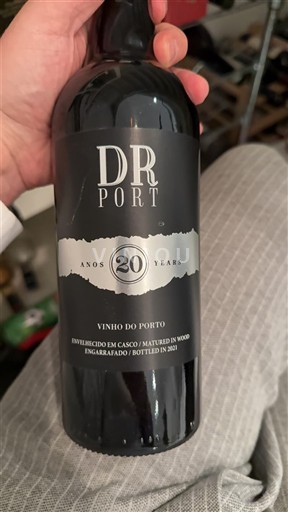 DR
PORT
ANOS 20 YEARS
VINHO DO PORTO
ENVELHECIDO EM CASCO / MATURED IN WOOD
ENGARRAFADO / BOTTLED IN 2021